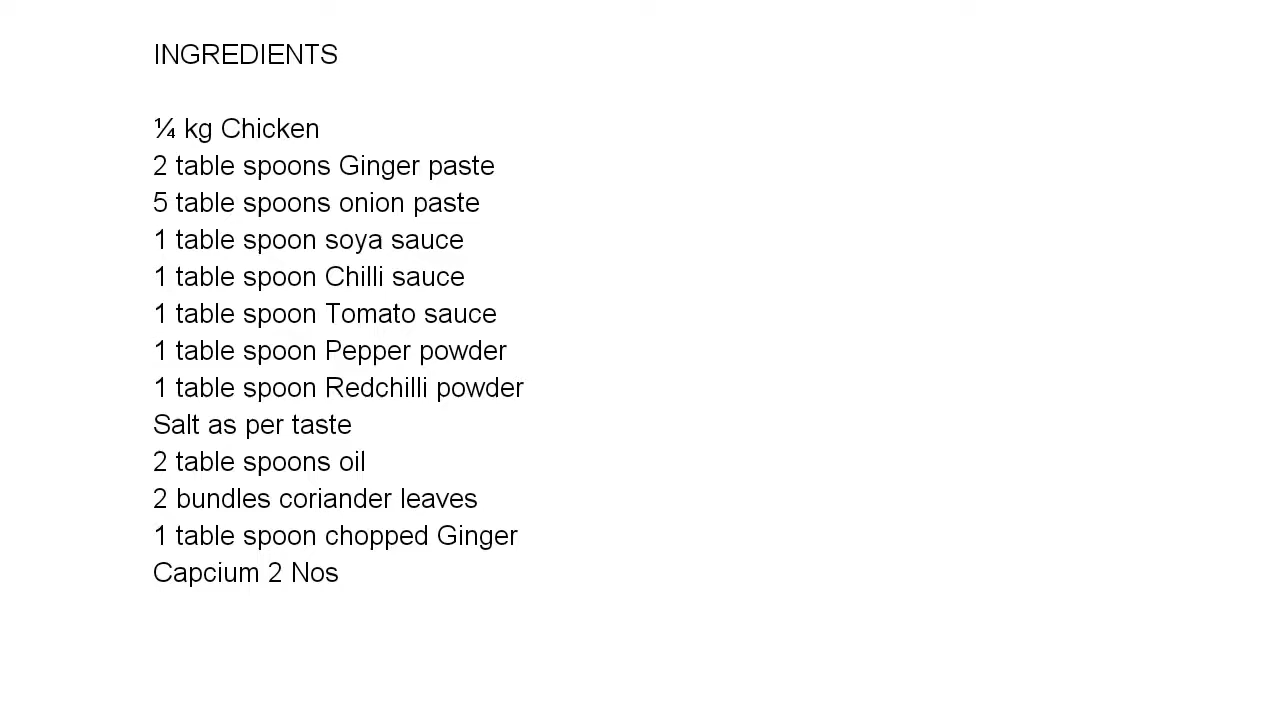 INGREDIENTS
¼ kg Chicken
2 table spoons Ginger paste
5 table spoons onion paste
1 table spoon soya sauce
1 table spoon Chilli sauce
1 table spoon Tomato sauce
1 table spoon Pepper powder
1 table spoon Redchilli powder
Salt as per taste
2 table spoons oil
2 bundles coriander leaves
1 table spoon chopped Ginger
Capcium 2 Nos